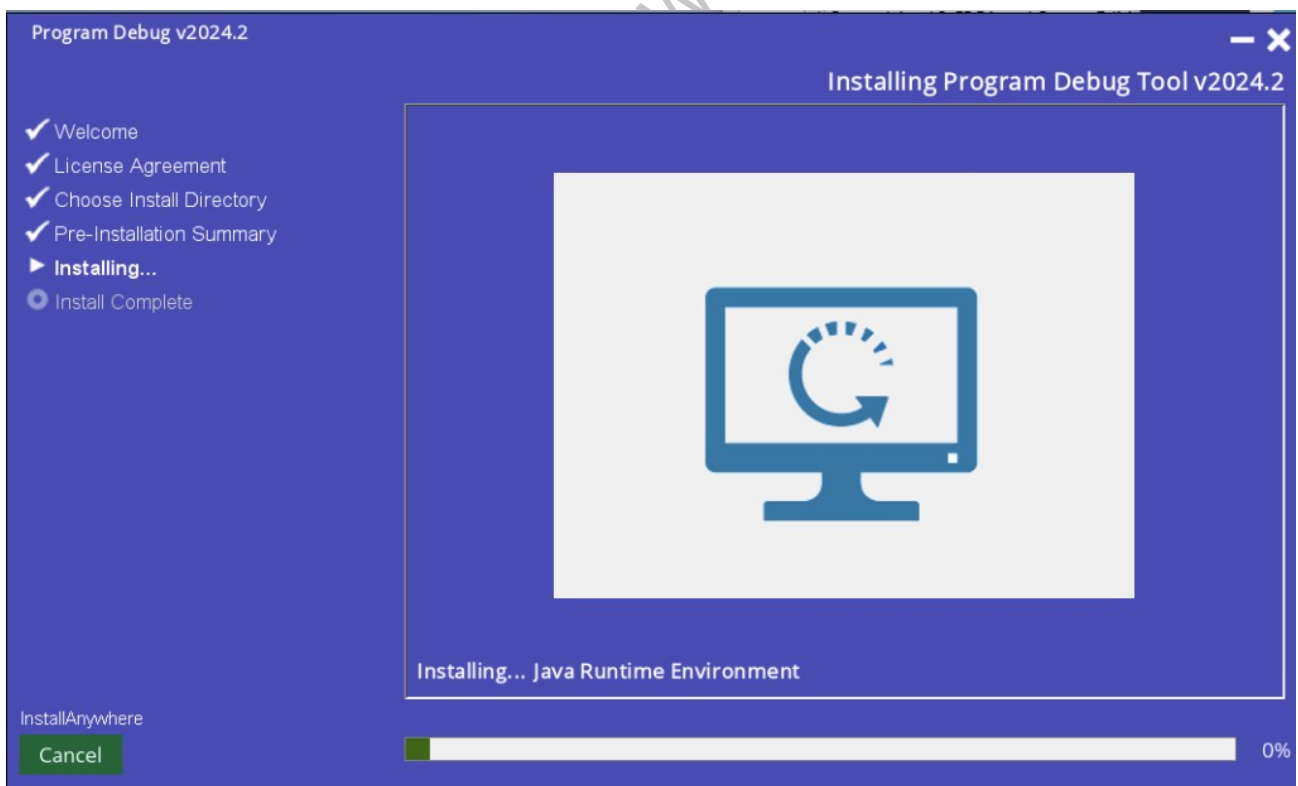 Program Debug v2024.2
Installing Program Debug Tool v2024.2
Welcome
License Agreement
Choose Install Directory
Pre-Installation Summary
Installing...
Install Complete
Installing... Java Runtime Environment
InstallAnywhere
Cancel
0%